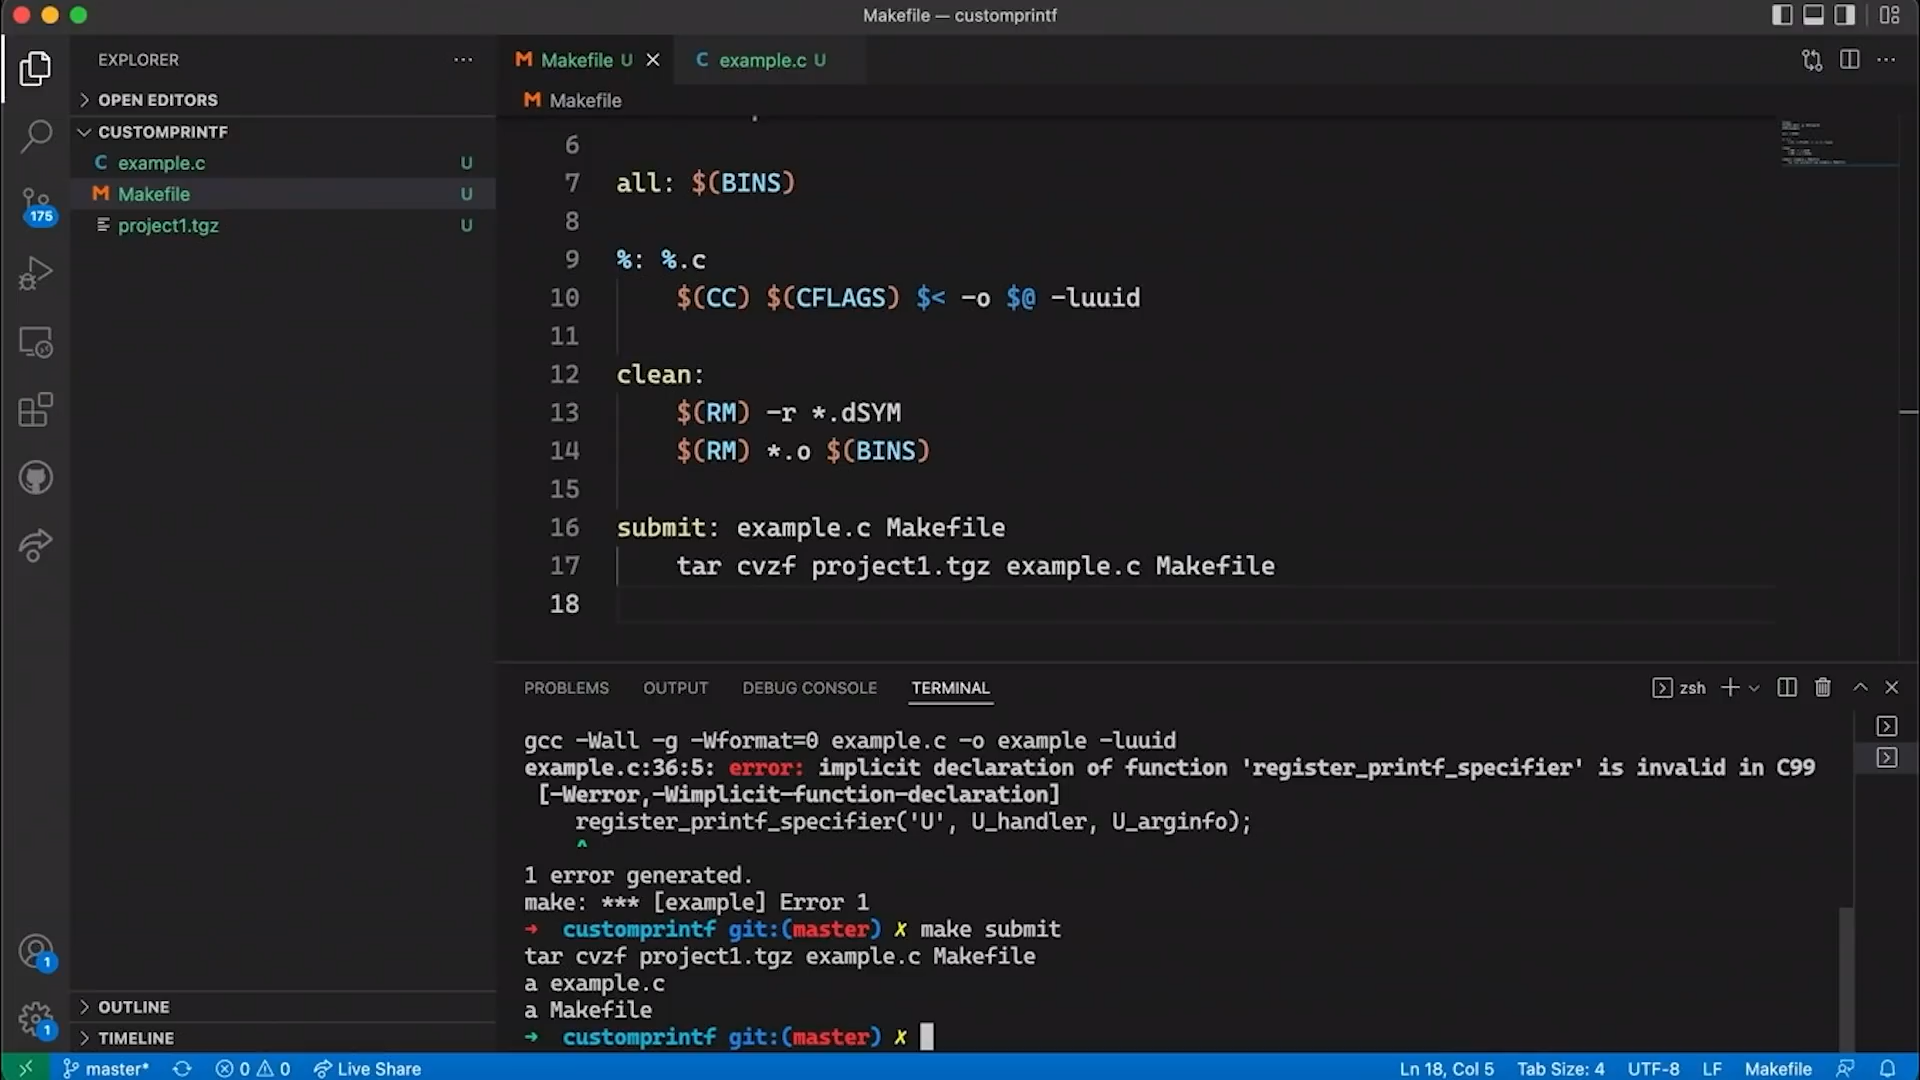 Makefile — customprintf
EXPLORER
OPEN EDITORS
CUSTOMPRINTF
C example.c U
M Makefile U
project1.tgz U
175
1
1
OUTLINE
TIMELINE
M Makefile U
C example.c U
M Makefile
6
7 all: $(BINS)
8
9 %: %.c
10 $(CC) $(CFLAGS) $< -o $@ -luuid
11
12 clean:
13 $(RM) -r *.dSYM
14 $(RM) *.o $(BINS)
15
16 submit: example.c Makefile
17 tar cvzf project1.tgz example.c Makefile
18
PROBLEMS OUTPUT DEBUG CONSOLE TERMINAL
zsh
gcc -Wall -g -Wformat=0 example.c -o example -luuid
example.c:36:5: error: implicit declaration of function 'register_printf_specifier' is invalid in C99
[-Werror,-Wimplicit-function-declaration]
register_printf_specifier('U', U_handler, U_arginfo);
^
1 error generated.
make: *** [example] Error 1
➜ customprintf git:(master) ✗ make submit
tar cvzf project1.tgz example.c Makefile
a example.c
a Makefile
➜ customprintf git:(master) ✗
master* 0 0 Live Share
Ln 18, Col 5 Tab Size: 4 UTF-8 LF Makefile